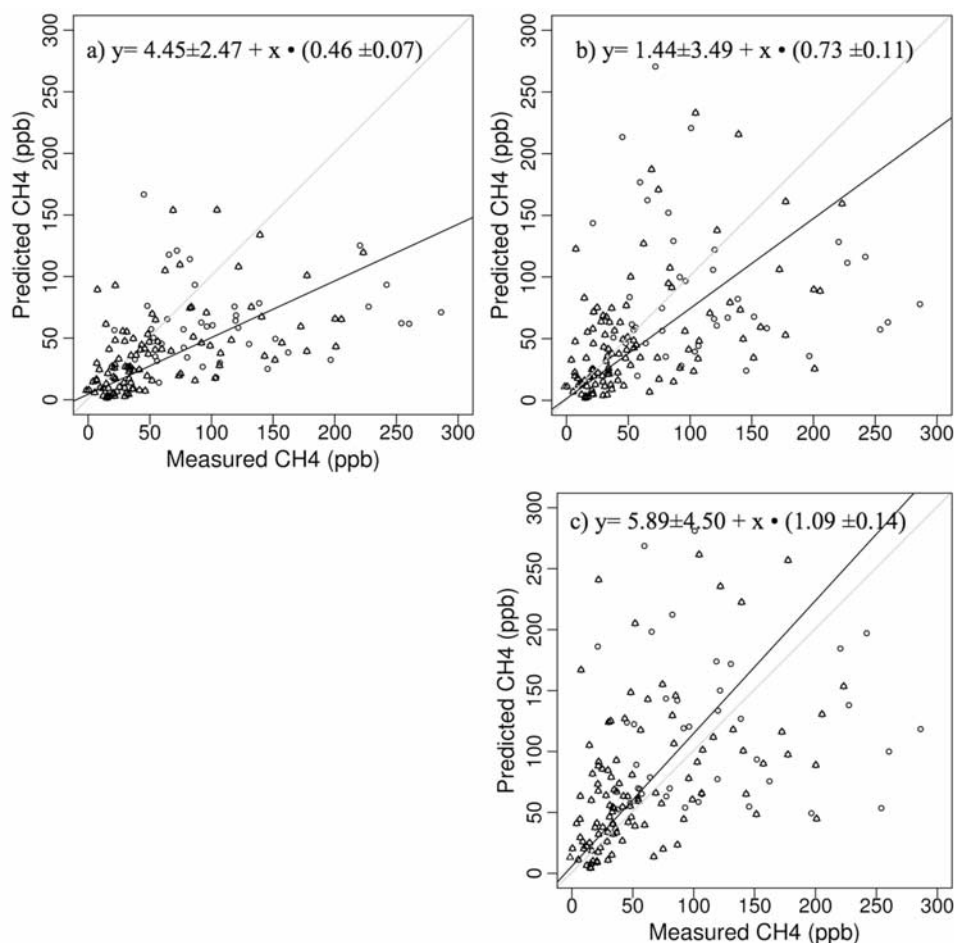 a) y= 4.45±2.47 + x • (0.46 ±0.07)
300
250
200
150
100
50
0
Predicted CH4 (ppb)
0 50 100 150 200 250 300
Measured CH4 (ppb)
b) y= 1.44±3.49 + x • (0.73 ±0.11)
300
250
200
150
100
50
0
Predicted CH4 (ppb)
0 50 100 150 200 250 300
c) y= 5.89±4.50 + x • (1.09 ±0.14)
300
250
200
150
100
50
0
Predicted CH4 (ppb)
0 50 100 150 200 250 300
Measured CH4 (ppb)